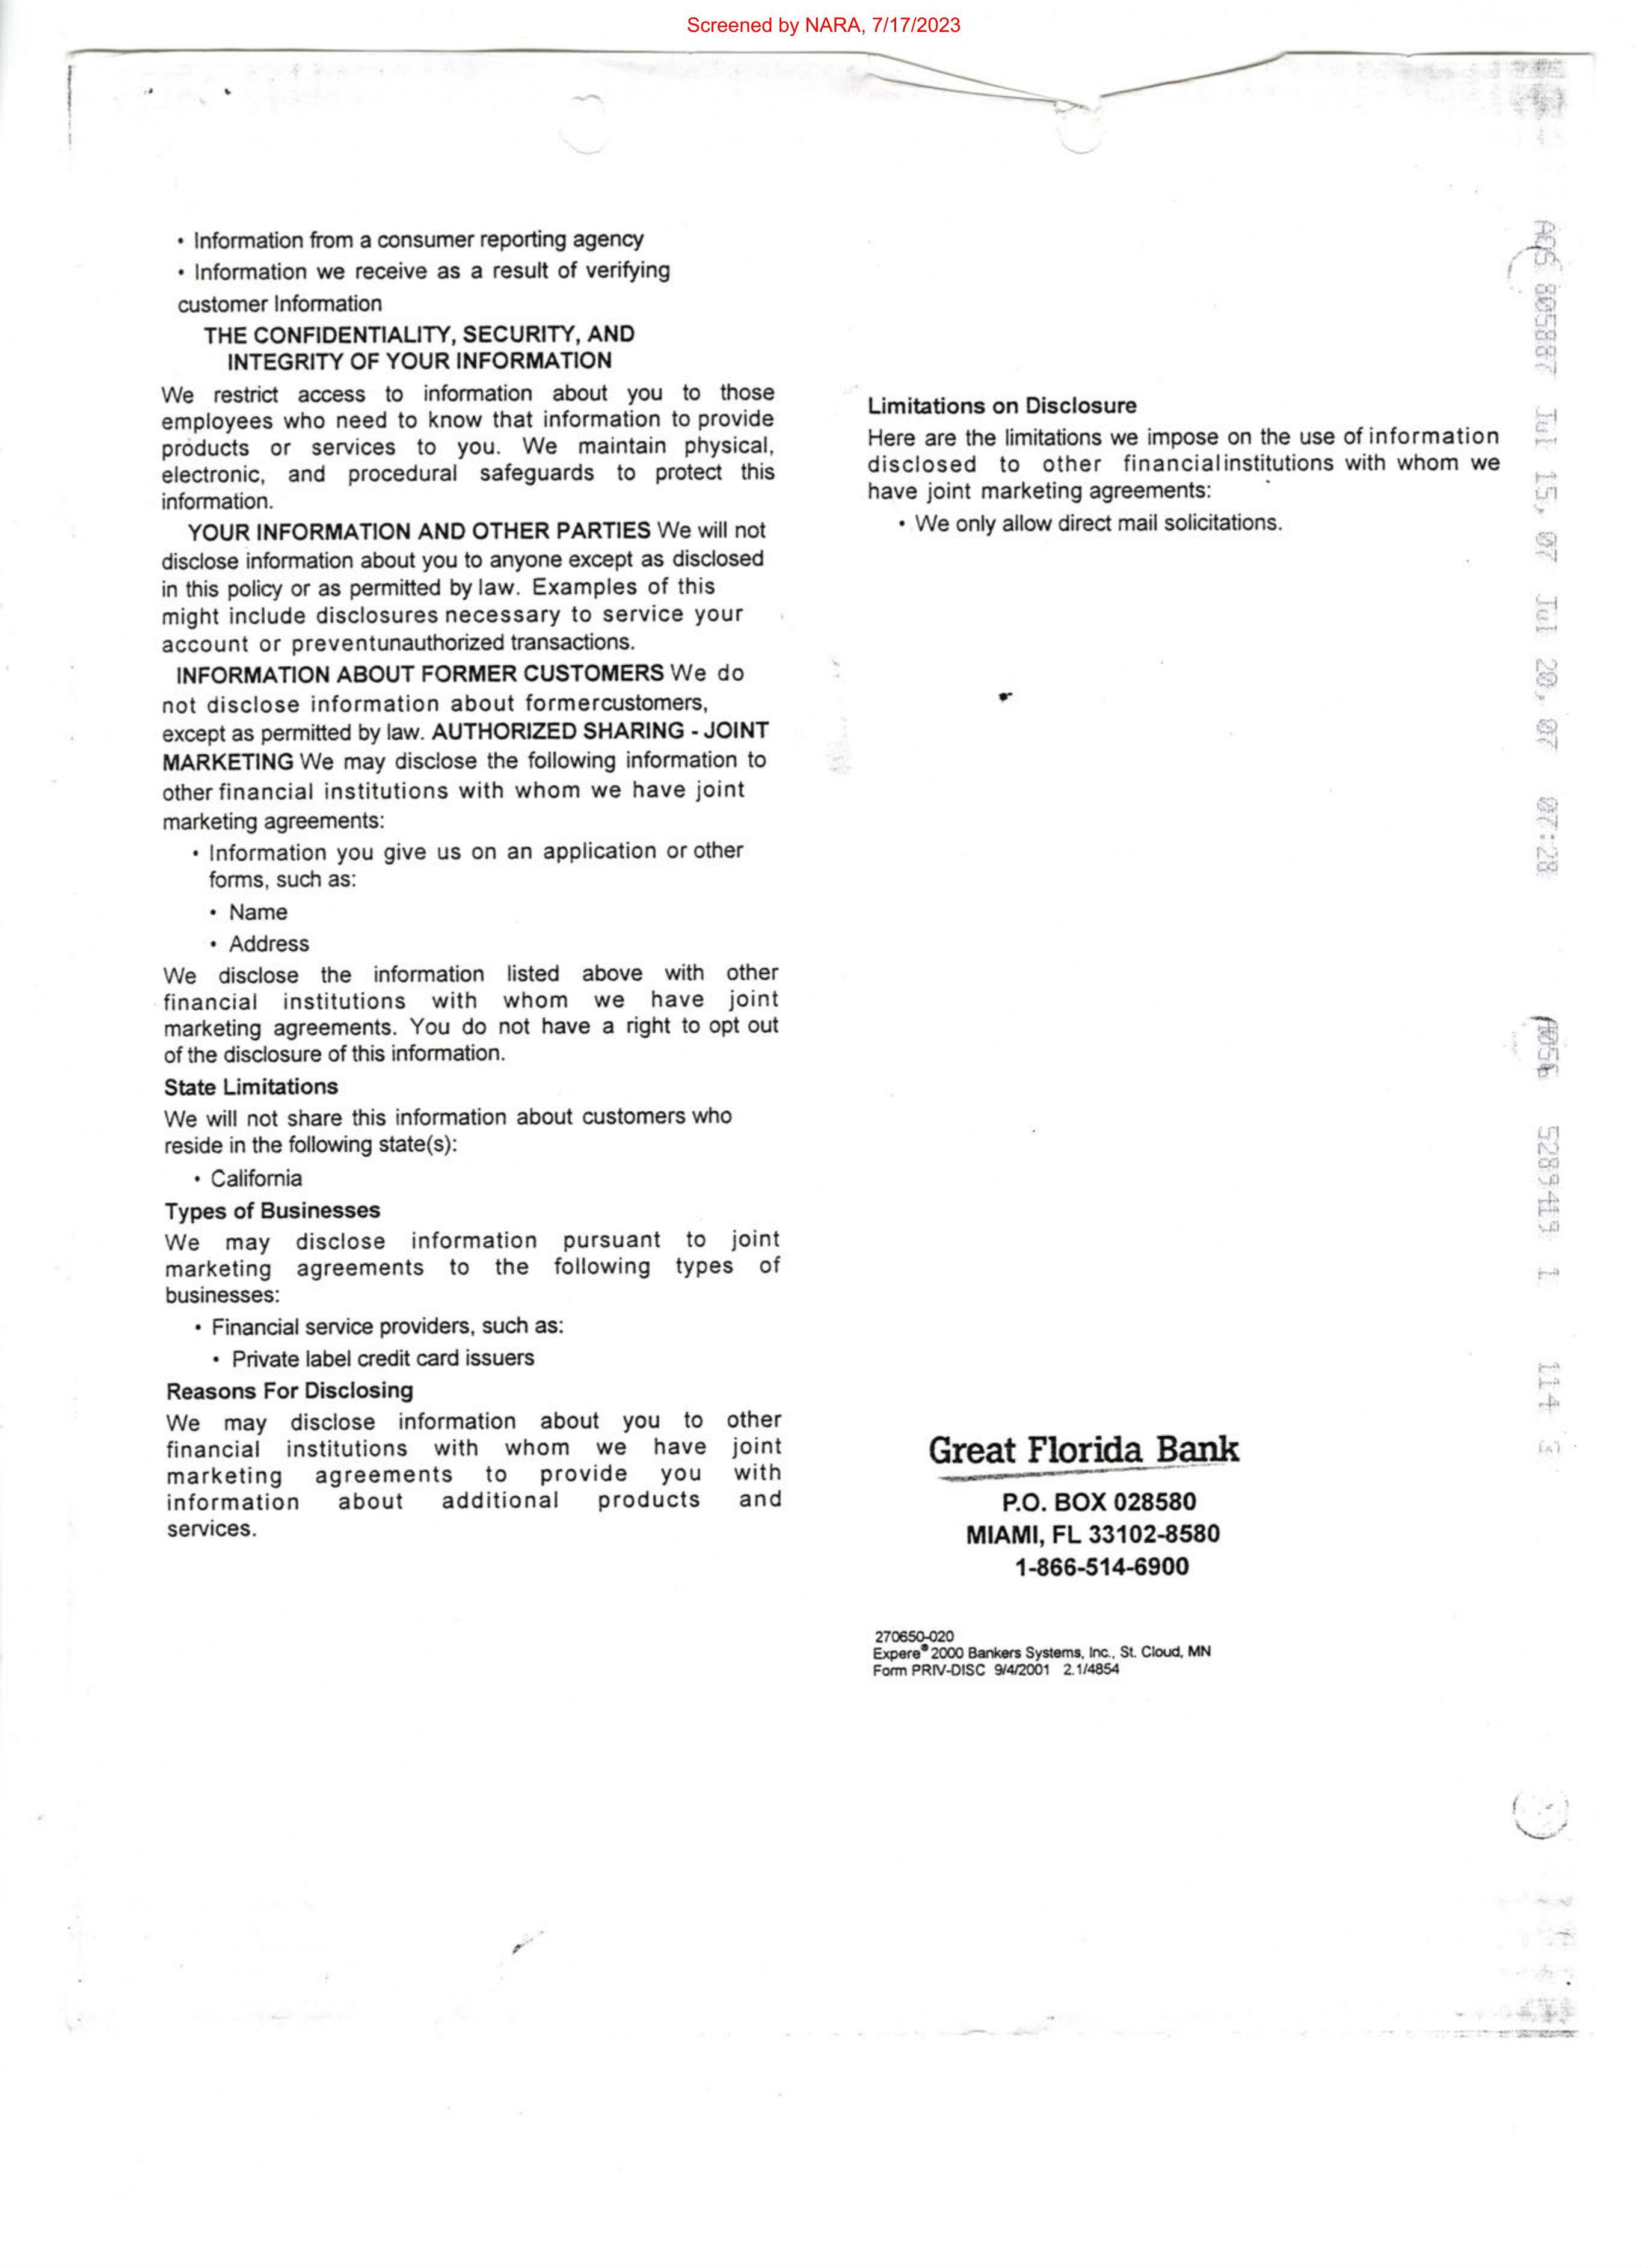 Screened by NARA, 7/17/2023
• Information from a consumer reporting agency
• Information we receive as a result of verifying
customer Information
THE CONFIDENTIALITY, SECURITY, AND
INTEGRITY OF YOUR INFORMATION
We restrict access to information about you to those
employees who need to know that information to provide
products or services to you. We maintain physical,
electronic, and procedural safeguards to protect this
information.
YOUR INFORMATION AND OTHER PARTIES We will not
disclose information about you to anyone except as disclosed
in this policy or as permitted by law. Examples of this
might include disclosures necessary to service your
account or preventunauthorized transactions.
INFORMATION ABOUT FORMER CUSTOMERS We do
not disclose information about formercustomers,
except as permitted by law. AUTHORIZED SHARING - JOINT
MARKETING We may disclose the following information to
other financial institutions with whom we have joint
marketing agreements:
• Information you give us on an application or other
forms, such as:
• Name
• Address
We disclose the information listed above with other
financial institutions with whom we have joint
marketing agreements. You do not have a right to opt out
of the disclosure of this information.
State Limitations
We will not share this information about customers who
reside in the following state(s):
• California
Types of Businesses
We may disclose information pursuant to joint
marketing agreements to the following types of
businesses:
• Financial service providers, such as:
• Private label credit card issuers
Reasons For Disclosing
We may disclose information about you to other
financial institutions with whom we have joint
marketing agreements to provide you with
information about additional products and
services.
Limitations on Disclosure
Here are the limitations we impose on the use of information
disclosed to other financialinstitutions with whom we
have joint marketing agreements:
• We only allow direct mail solicitations.
Great Florida Bank
P.O. BOX 028580
MIAMI, FL 33102-8580
1-866-514-6900
270650-020
Expere® 2000 Bankers Systems, Inc., St. Cloud, MN
Form PRIV-DISC 9/4/2001 2.1/4854
Jul 15, 07 Jul 20, 07 07:28